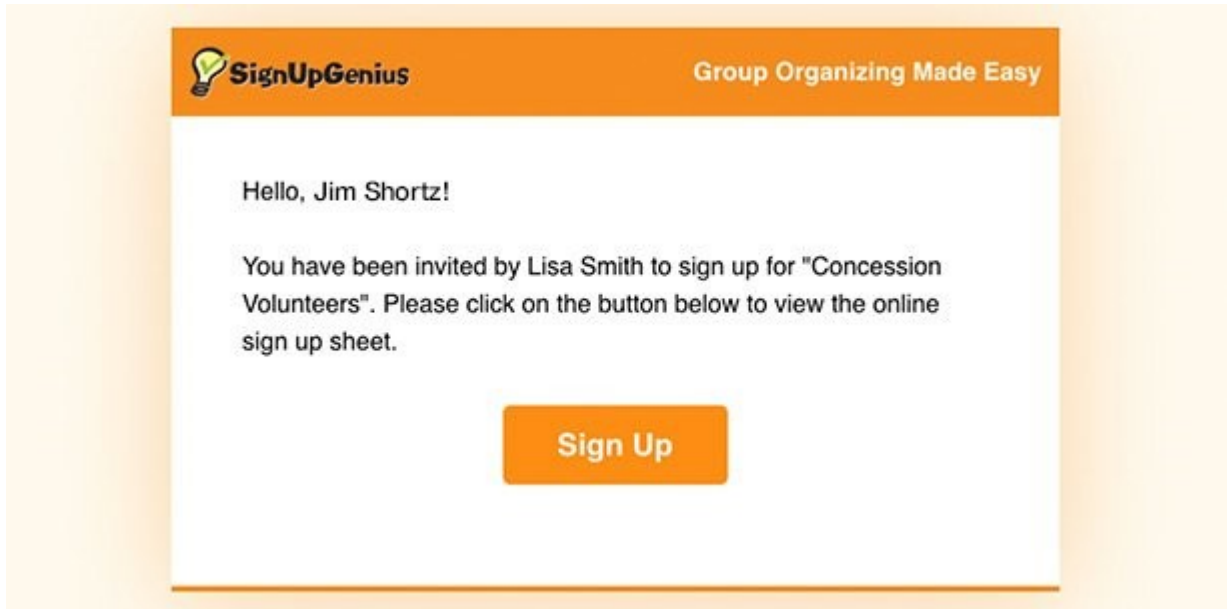 SignUpGenius
Group Organizing Made Easy
Hello, Jim Shortz!
You have been invited by Lisa Smith to sign up for "Concession
Volunteers". Please click on the button below to view the online
sign up sheet.
Sign Up